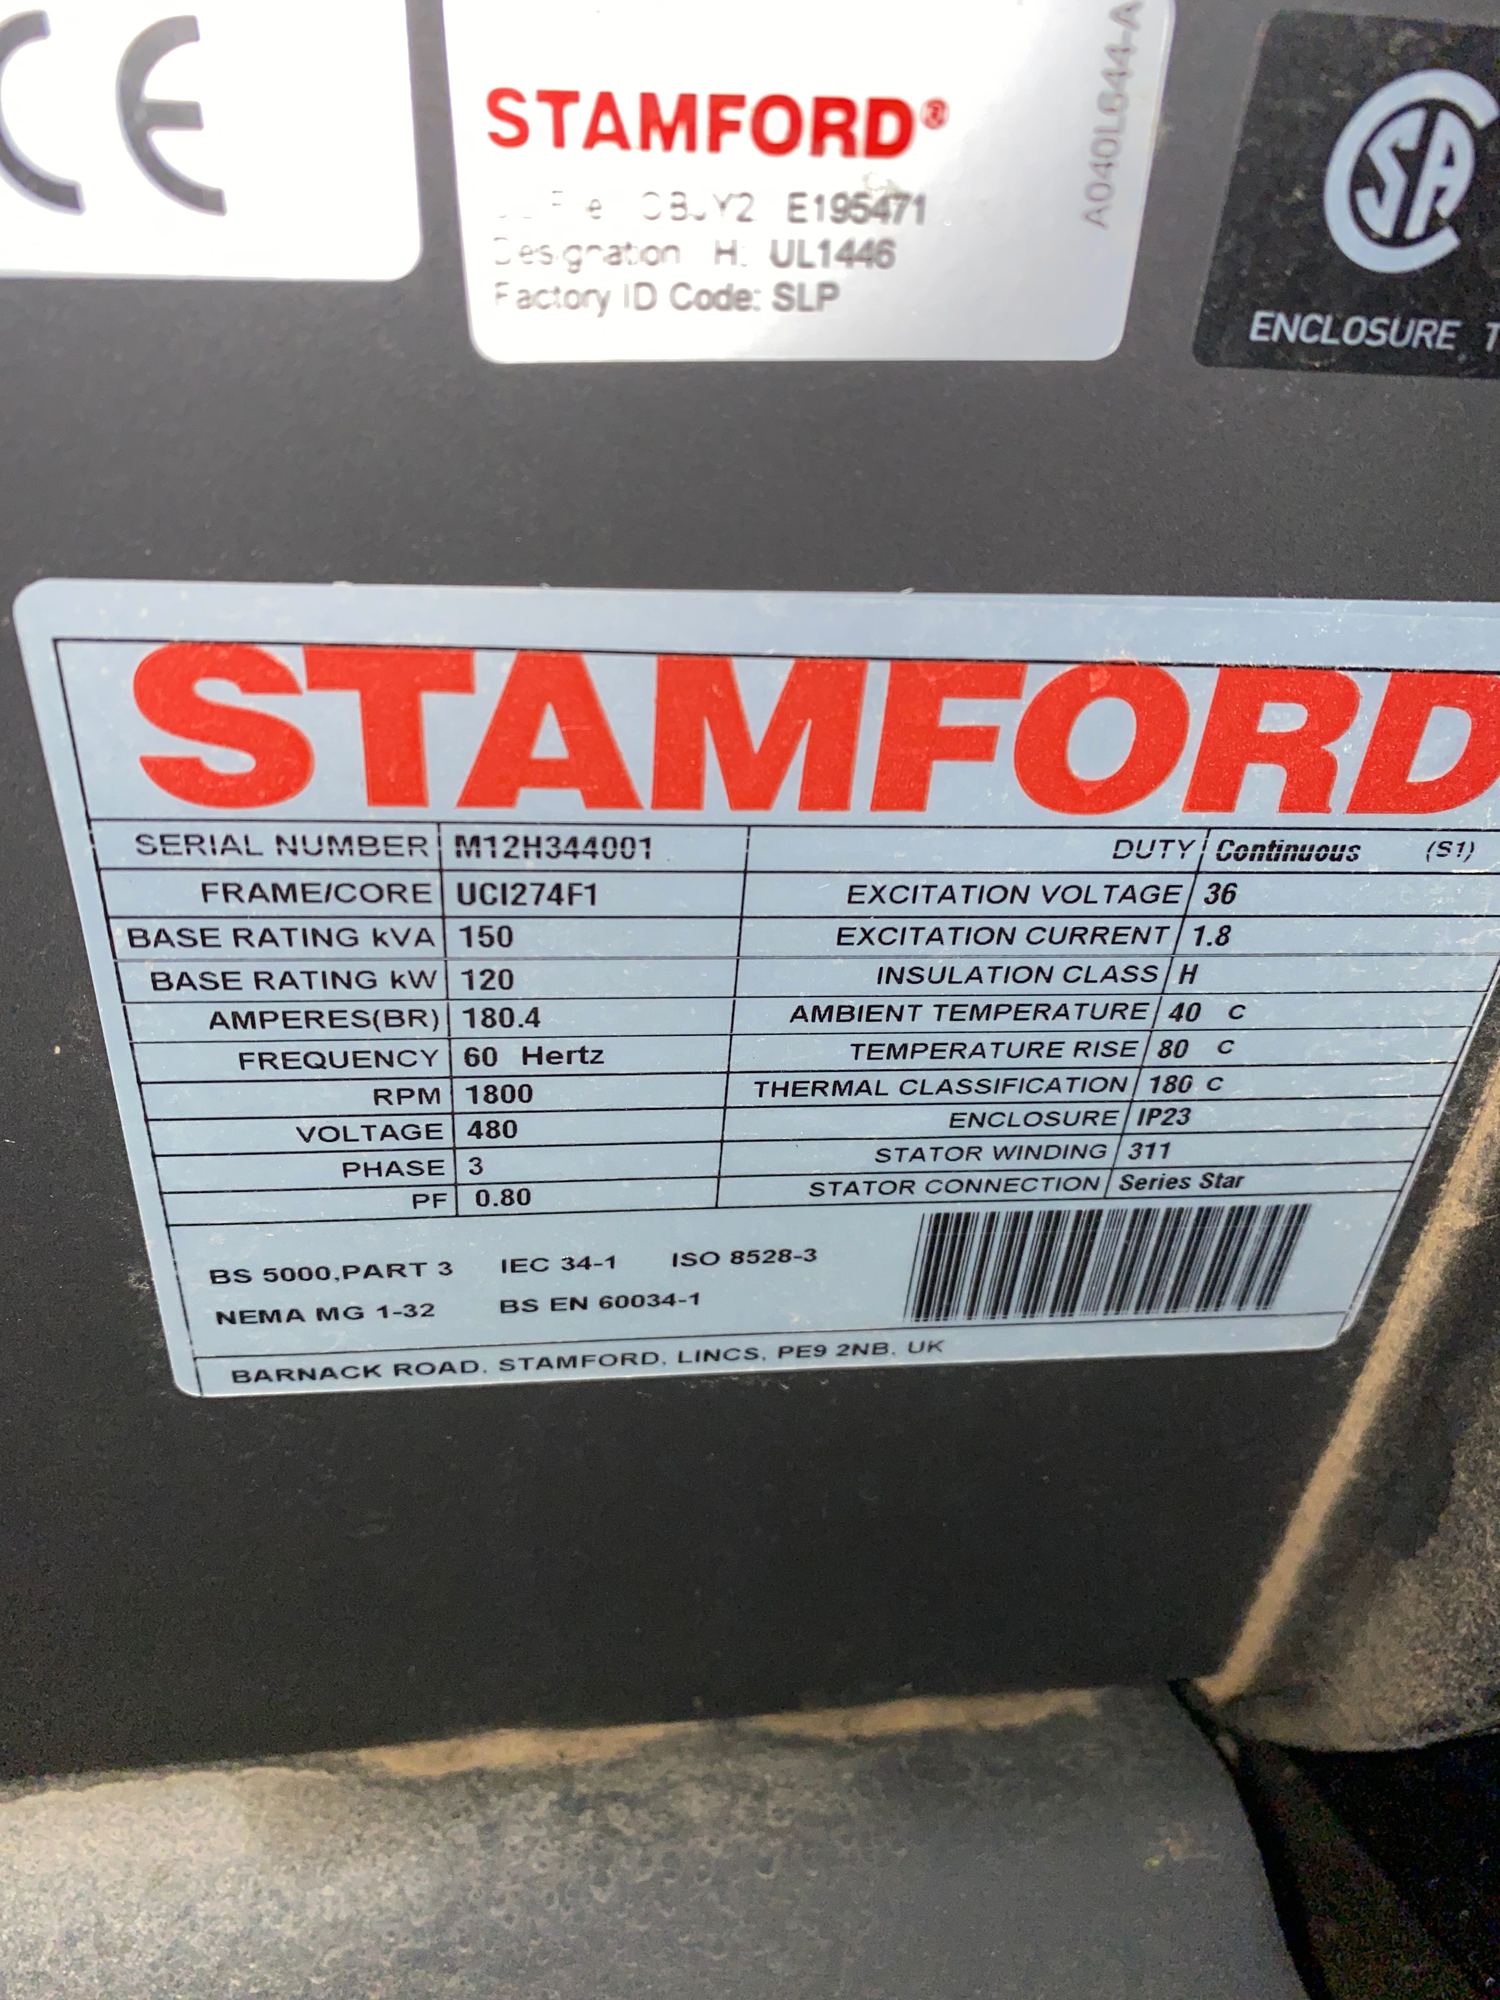 CE
STAMFORD®
E195471
Designation H: UL1446
Factory ID Code: SLP
A040L644-A
SA
ENCLOSURE
STAMFORD
SERIAL NUMBER M12H344001 DUTY Continuous (S1)
FRAME/CORE UCI274F1 EXCITATION VOLTAGE 36
BASE RATING kVA 150 EXCITATION CURRENT 1.8
BASE RATING kW 120 INSULATION CLASS H
AMPERES(BR) 180.4 AMBIENT TEMPERATURE 40 C
FREQUENCY 60 Hertz TEMPERATURE RISE 80 C
RPM 1800 THERMAL CLASSIFICATION 180 C
VOLTAGE 480 ENCLOSURE IP23
PHASE 3 STATOR WINDING 311
PF 0.80 STATOR CONNECTION Series Star
BS 5000,PART 3 IEC 34-1 ISO 8528-3
NEMA MG 1-32 BS EN 60034-1
BARNACK ROAD. STAMFORD, LINCS, PE9 2NB. UK